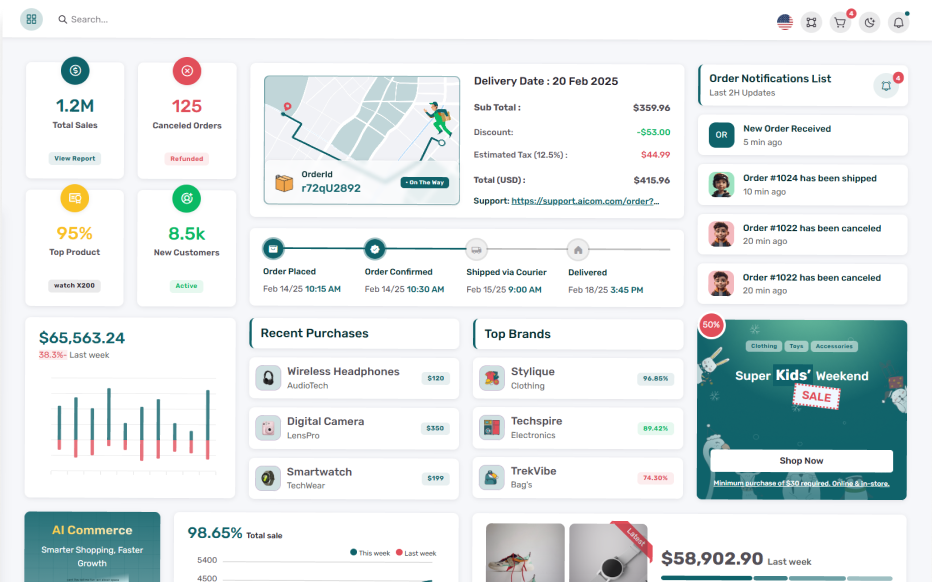 Search...
4
1.2M
Total Sales
View Report
125
Canceled Orders
Refunded
95%
Top Product
watch X200
8.5k
New Customers
Active
OrderId
r72qU2892
• On The Way
Delivery Date : 20 Feb 2025
Sub Total : $359.96
Discount: -$53.00
Estimated Tax (12.5%) : $44.99
Total (USD) : $415.96
Support: https://support.aicom.com/order?...
Order Placed
Feb 14/25 10:15 AM
Order Confirmed
Feb 14/25 10:30 AM
Shipped via Courier
Feb 15/25 9:00 AM
Delivered
Feb 18/25 3:45 PM
Order Notifications List
Last 2H Updates
4
OR
New Order Received
5 min ago
Order #1024 has been shipped
10 min ago
Order #1022 has been canceled
20 min ago
Order #1022 has been canceled
20 min ago
$65,563.24
38.3%- Last week
Recent Purchases
Wireless Headphones
AudioTech
$120
Digital Camera
LensPro
$350
Smartwatch
TechWear
$199
Top Brands
Stylique
Clothing
96.85%
Techspire
Electronics
89.42%
TrekVibe
Bag's
74.30%
50%
Clothing Toys Accessories
Super Kids' Weekend
SALE
Shop Now
Minimum purchase of $30 required. Online & in-store.
AI Commerce
Smarter Shopping, Faster
Growth
98.65% Total sale
This week Last week
5400
4500
Latest
$58,902.90 Last week